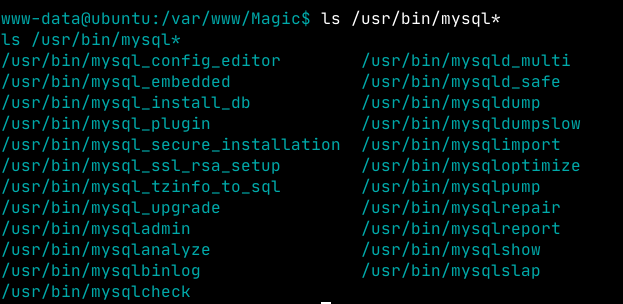 www-data@ubuntu:/var/www/Magic$ ls /usr/bin/mysql*
ls /usr/bin/mysql*
/usr/bin/mysql_config_editor /usr/bin/mysqld_multi
/usr/bin/mysql_embedded /usr/bin/mysqld_safe
/usr/bin/mysql_install_db /usr/bin/mysqldump
/usr/bin/mysql_plugin /usr/bin/mysqldumpslow
/usr/bin/mysql_secure_installation /usr/bin/mysqlimport
/usr/bin/mysql_ssl_rsa_setup /usr/bin/mysqloptimize
/usr/bin/mysql_tzinfo_to_sql /usr/bin/mysqlpump
/usr/bin/mysql_upgrade /usr/bin/mysqlrepair
/usr/bin/mysqladmin /usr/bin/mysqlreport
/usr/bin/mysqlanalyze /usr/bin/mysqlshow
/usr/bin/mysqlbinlog /usr/bin/mysqlslap
/usr/bin/mysqlcheck